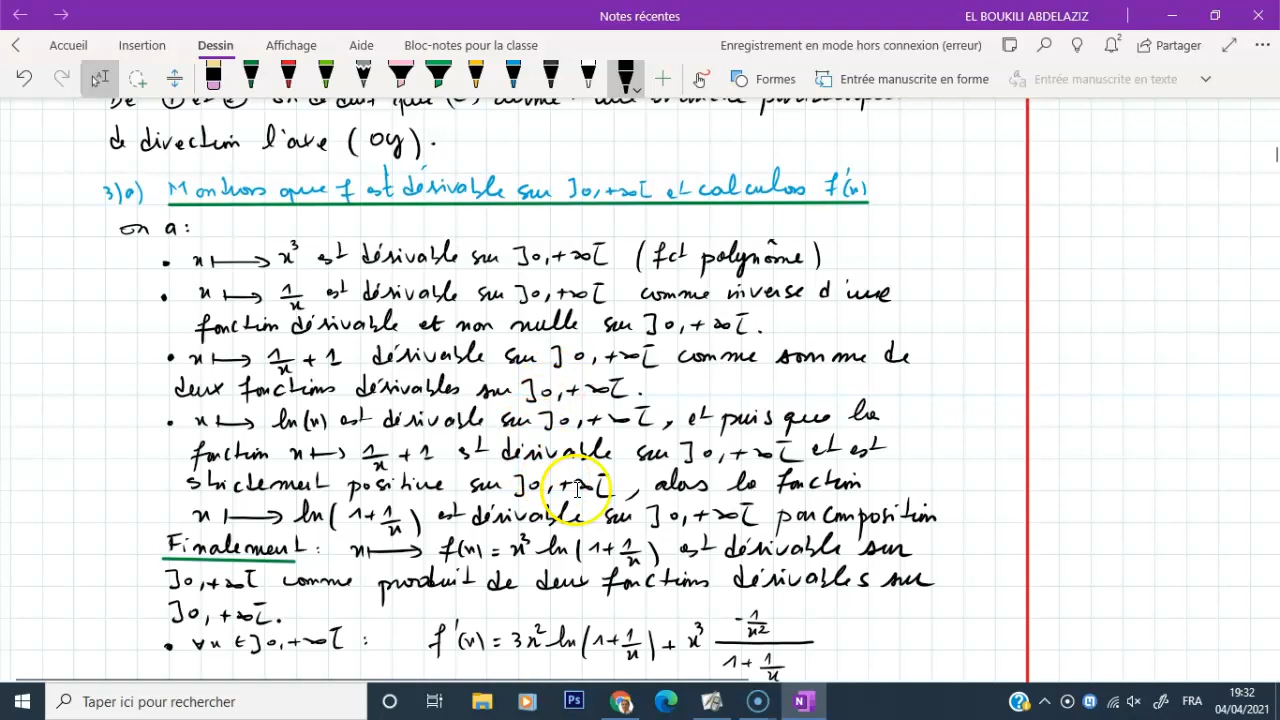 Notes récentes
EL BOUKILI ABDELAZIZ
Accueil Insertion Dessin Affichage Aide Bloc-notes pour la classe
Enregistrement en mode hors connexion (erreur)
Partager
Formes
Entrée manuscrite en forme
Entrée manuscrite en texte
de direction l'axe (oy).
3)a) Montrons que f est dérivable sur ]0,+∞[ et calculons f'(x)
on a:
• x ⟼ x³ est dérivable sur ]0,+∞[ (fct polynôme)
• x ⟼ 1/x est dérivable sur ]0,+∞[ comme inverse d'une
fonction dérivable et non nulle sur ]0,+∞[.
• x ⟼ 1/x + 1 dérivable sur ]0,+∞[ comme somme de
deux fonctions dérivables sur ]0,+∞[.
• x ⟼ ln(x) est dérivable sur ]0,+∞[, et puis que la
fonction x ⟼ 1/x + 1 est dérivable sur ]0,+∞[ et est
strictement positive sur ]0,+∞[, alors la fonction
x ⟼ ln(1+1/x) est dérivable sur ]0,+∞[ par composition
Finalement: x ⟼ f(x) = x³ ln(1+1/x) est dérivable sur
]0,+∞[ comme produit de deux fonctions dérivables sur
]0,+∞[.
• ∀x ∈ ]0,+∞[ : f'(x) = 3x² ln(1+1/x) + x³ (-1/x²)/(1+1/x)
Taper ici pour rechercher
FRA
19:32
04/04/2021